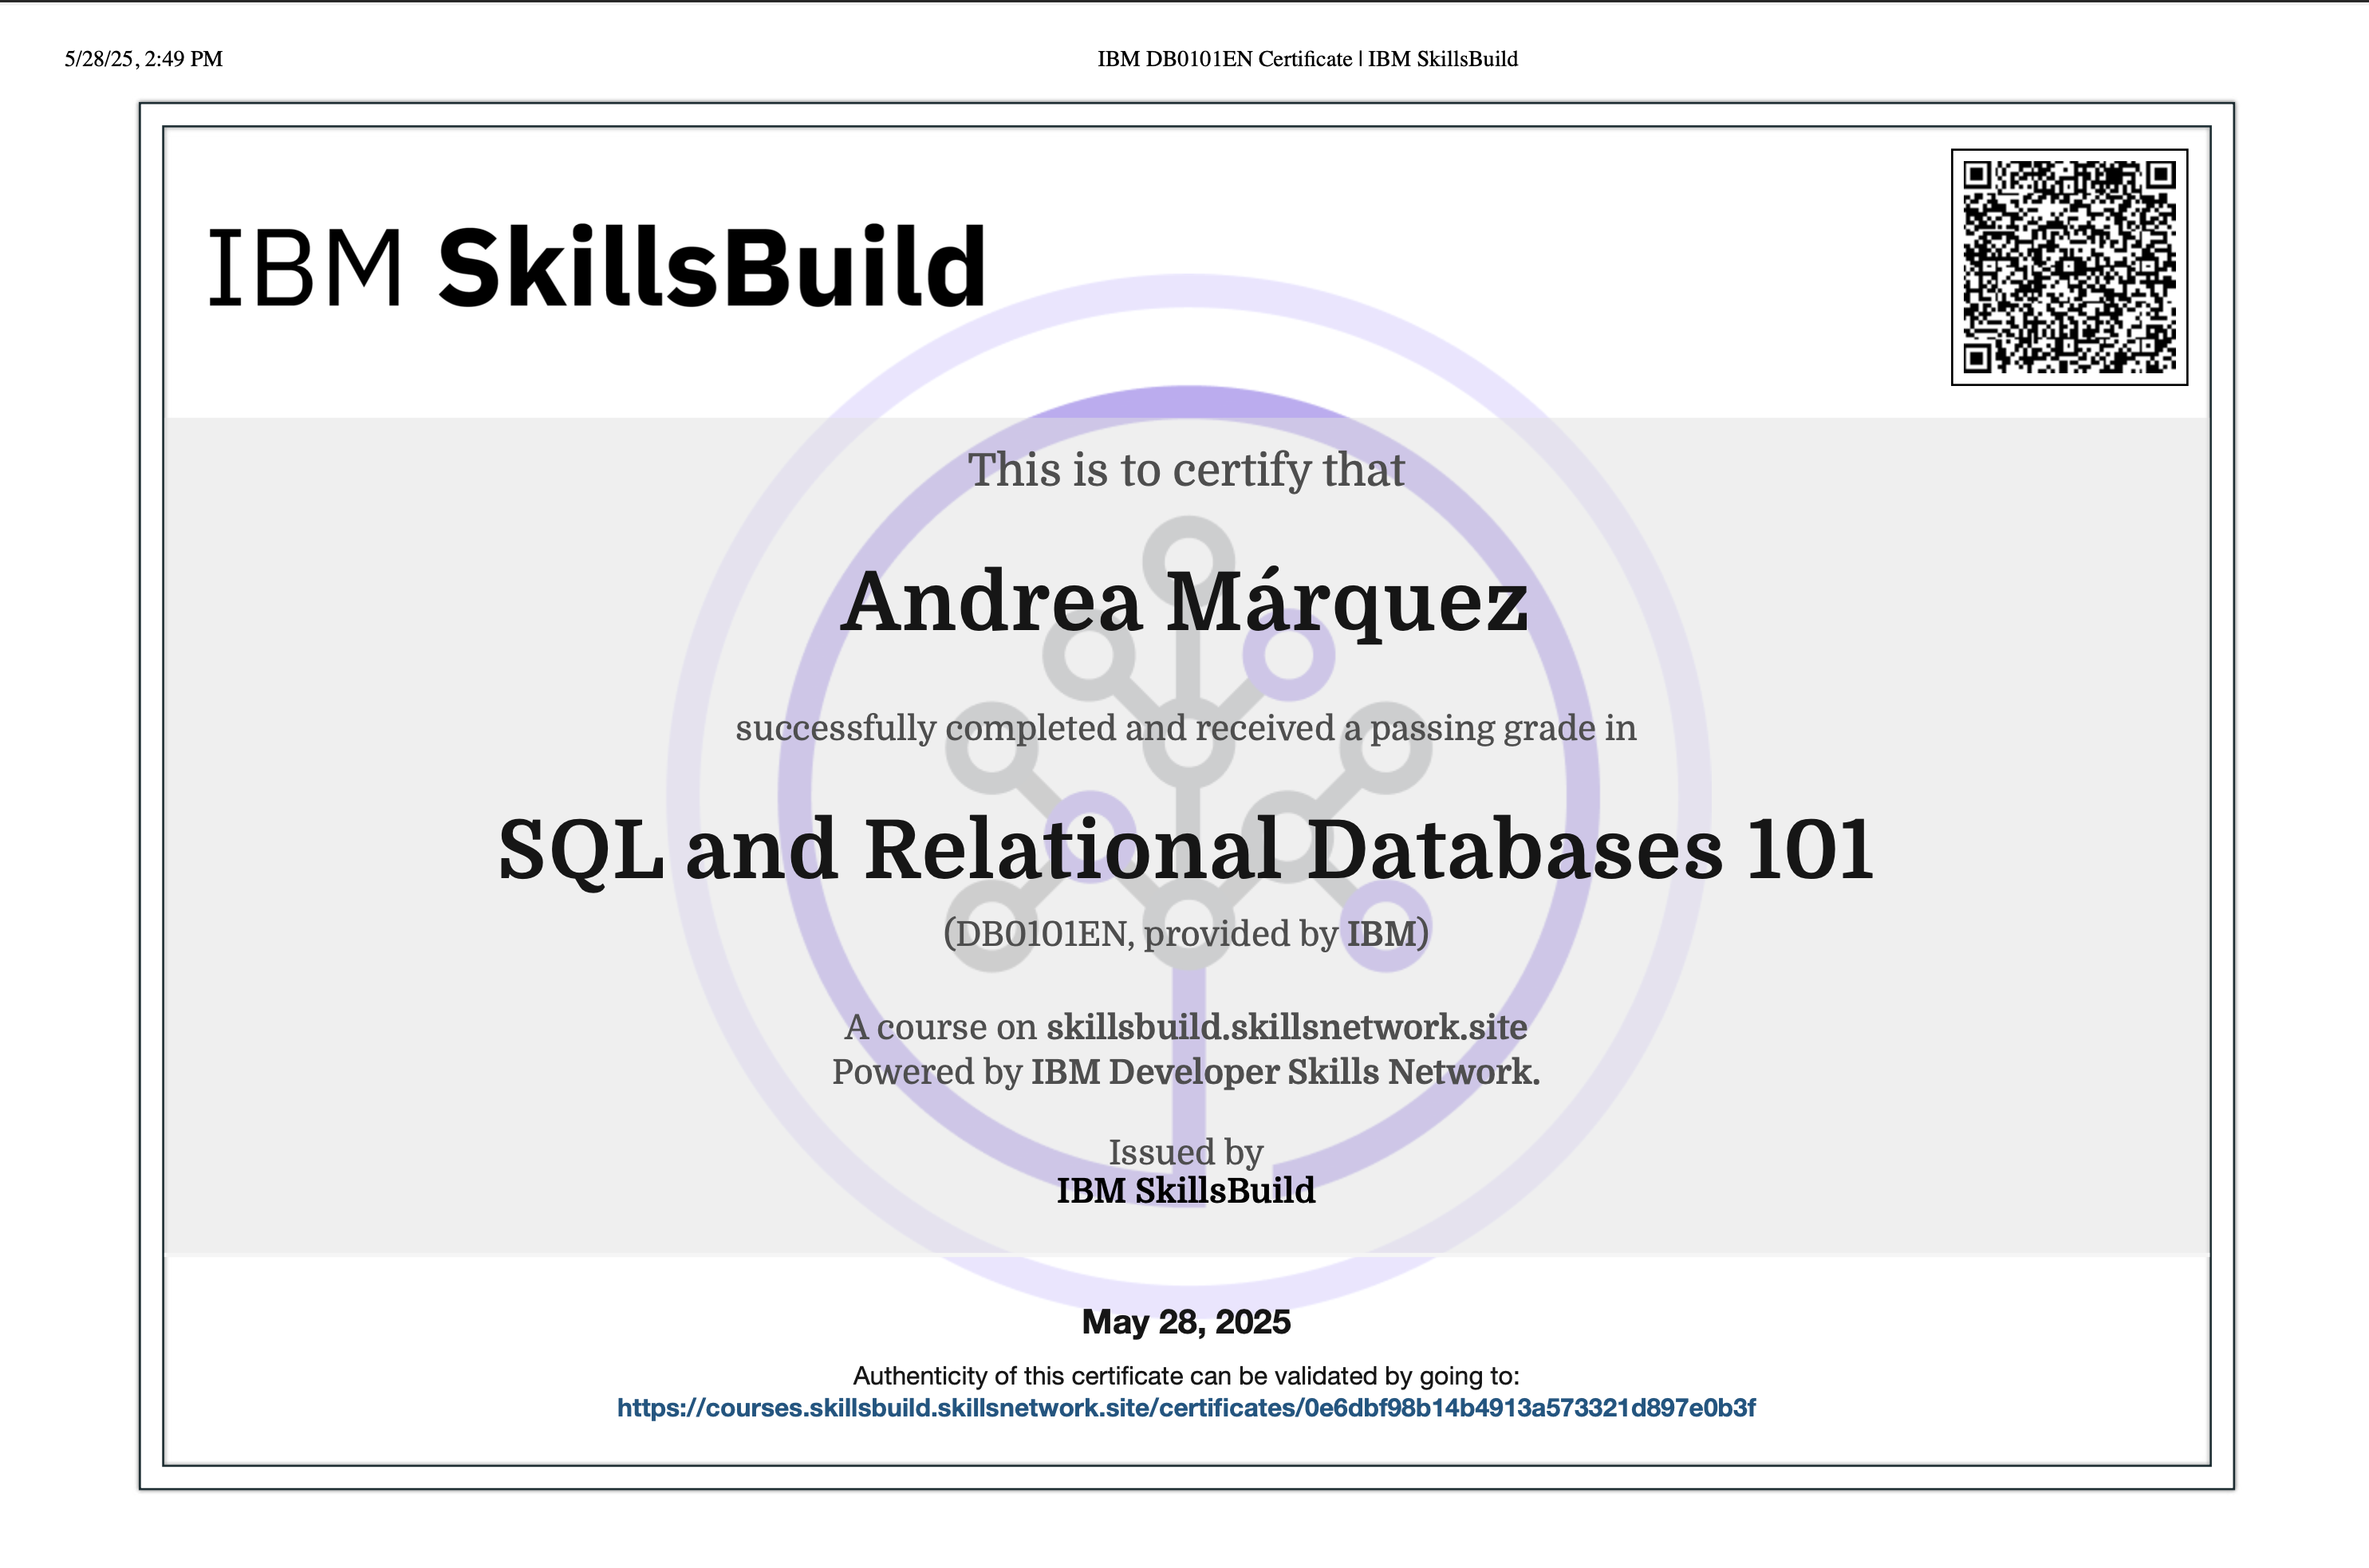 5/28/25, 2:49 PM
IBM DB0101EN Certificate | IBM SkillsBuild
IBM SkillsBuild
This is to certify that
Andrea Márquez
successfully completed and received a passing grade in
SQL and Relational Databases 101
(DB0101EN, provided by IBM)
A course on skillsbuild.skillsnetwork.site
Powered by IBM Developer Skills Network.
Issued by
IBM SkillsBuild
May 28, 2025
Authenticity of this certificate can be validated by going to:
https://courses.skillsbuild.skillsnetwork.site/certificates/0e6dbf98b14b4913a573321d897e0b3f